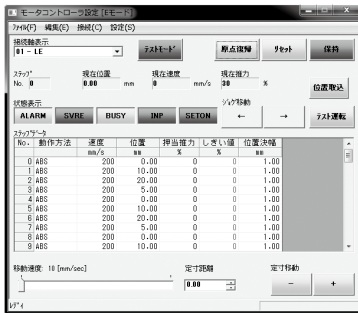 モータコントローラ設定 [Eモード]
ファイル(F) 編集(E) 接続(C) 設定(S)
接続軸表示
01 - LE
テストモード 原点復帰 リセット 保持
ステップ 現在位置 現在速度 現在推力
No. 0 0.00 mm 0 mm/s 30 % 位置取込
状態表示 ジョグ移動
ALARM SVRE BUSY INP SETON ← → テスト運転
ステップデータ
No. 動作方法 速度 位置 押当推力 しきい値 位置決幅
mm/s mm % % mm
0 ABS 200 0.00 0 0 1.00
1 ABS 200 10.00 0 0 1.00
2 ABS 200 20.00 0 0 1.00
3 ABS 200 5.00 0 0 1.00
4 ABS 200 0.00 0 0 1.00
5 ABS 200 10.00 0 0 1.00
6 ABS 200 20.00 0 0 1.00
7 ABS 200 5.00 0 0 1.00
8 ABS 200 0.00 0 0 1.00
9 ABS 200 10.00 0 0 1.00
移動速度: 10 [mm/sec] 定寸距離 定寸移動
0.00 - +
レディ